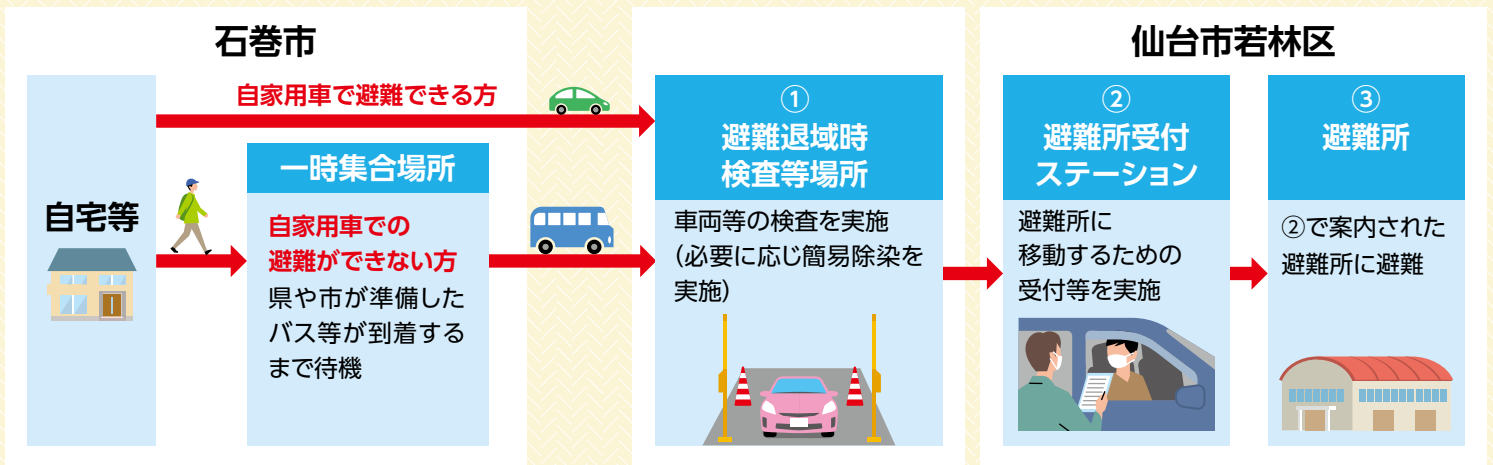 石巻市
自宅等
自家用車で避難できる方
一時集合場所
自家用車での
避難ができない方
県や市が準備した
バス等が到着する
まで待機
①
避難退域時
検査等場所
車両等の検査を実施
(必要に応じ簡易除染を
実施)
仙台市若林区
②
避難所受付
ステーション
避難所に
移動するための
受付等を実施
③
避難所
②で案内された
避難所に避難